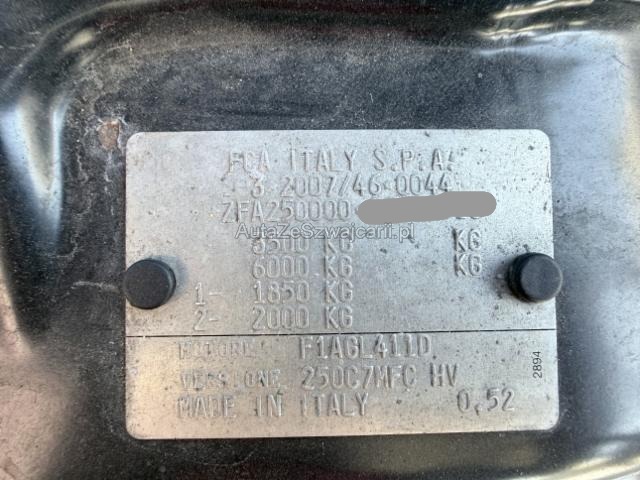 FCA ITALY S.P.A.
3 2007/46 0044
ZFA250000
AutaZeSzwajcarii.pl
3500 KG KG
6000 KG KG
1- 1850 KG
2- 2000 KG
MOTORE F1AGL411D
VERSIONE 250C7MFC HV
MADE IN ITALY 0.52
2894